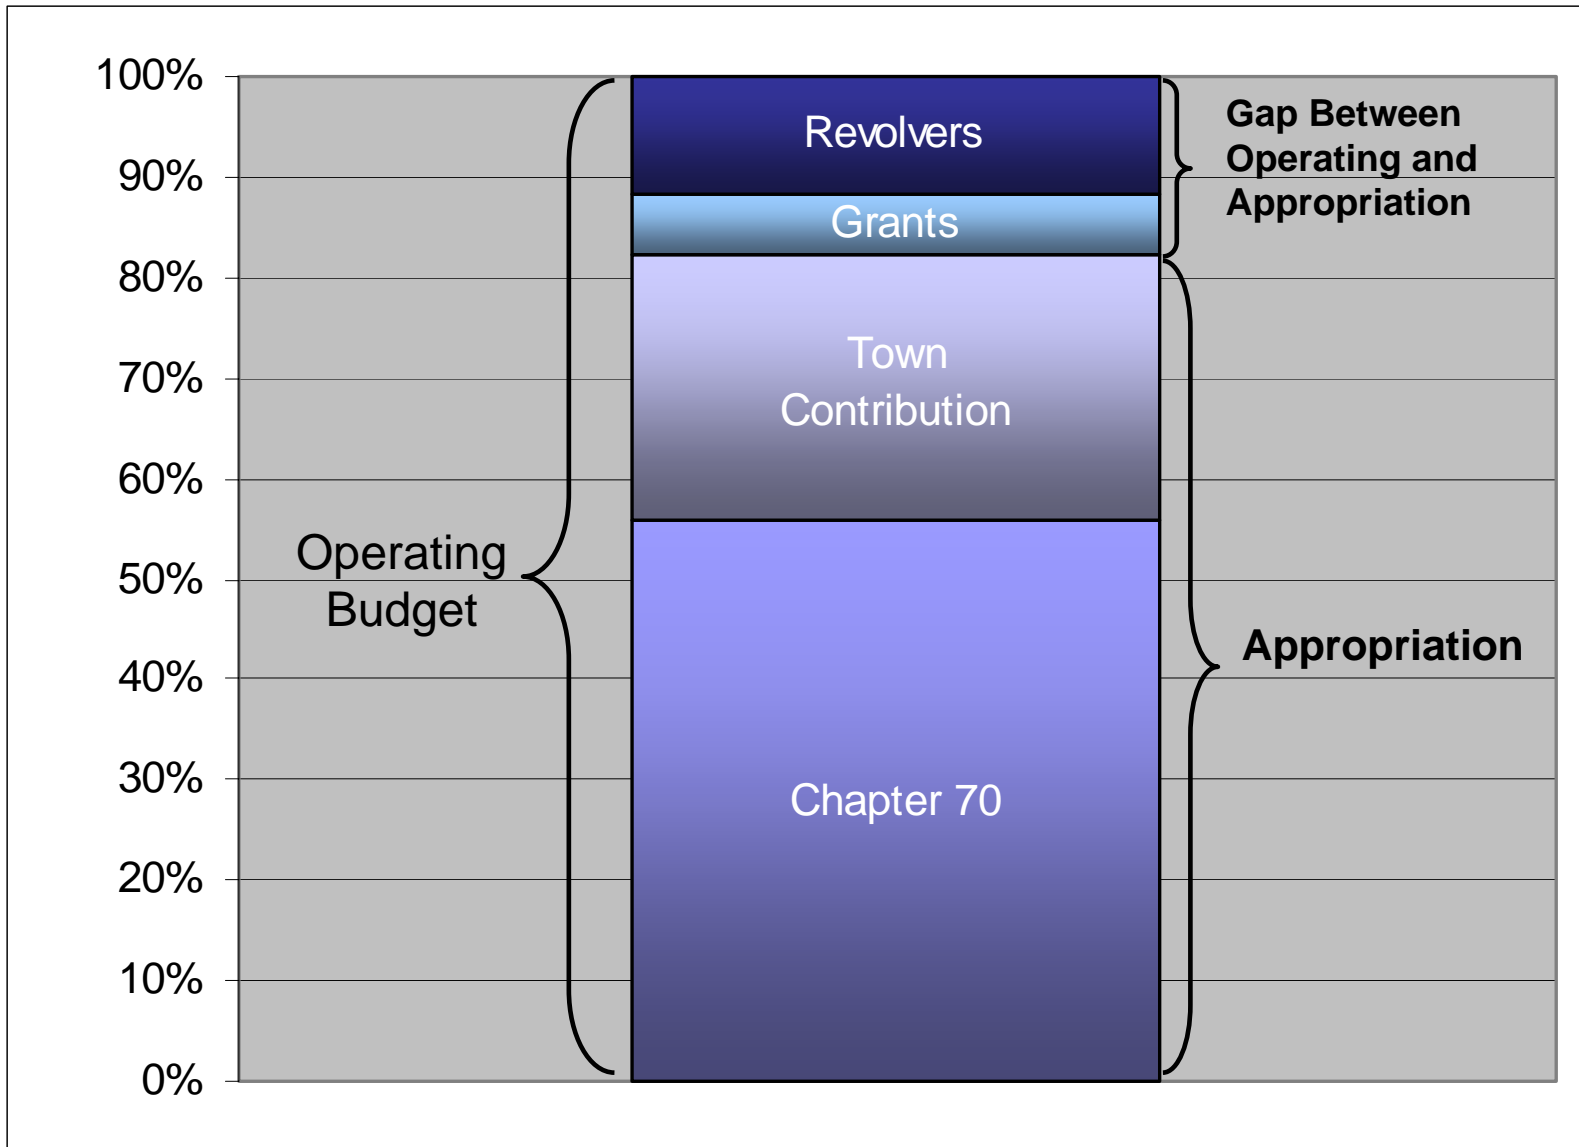 100%
90%
80%
70%
60%
50%
40%
30%
20%
10%
0%
Operating
Budget
Revolvers
Grants
Town
Contribution
Chapter 70
Gap Between
Operating and
Appropriation
Appropriation